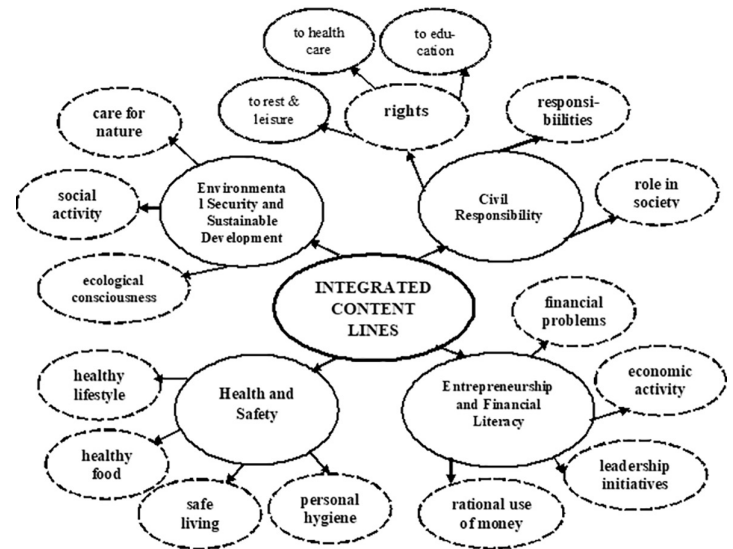 to health
care
to edu-
cation
care for
nature
to rest &
leisure
rights
responsi-
biilities
social
activity
Environmenta
l Security and
Sustainable
Development
Civil
Responsibility
role in
society
ecological
consciousness
INTEGRATED
CONTENT
LINES
financial
problems
healthy
lifestyle
Health and
Safety
Entrepreneurship
and Financial
Literacy
economic
activity
healthy
food
safe
living
personal
hygiene
rational use
of money
leadership
initiatives